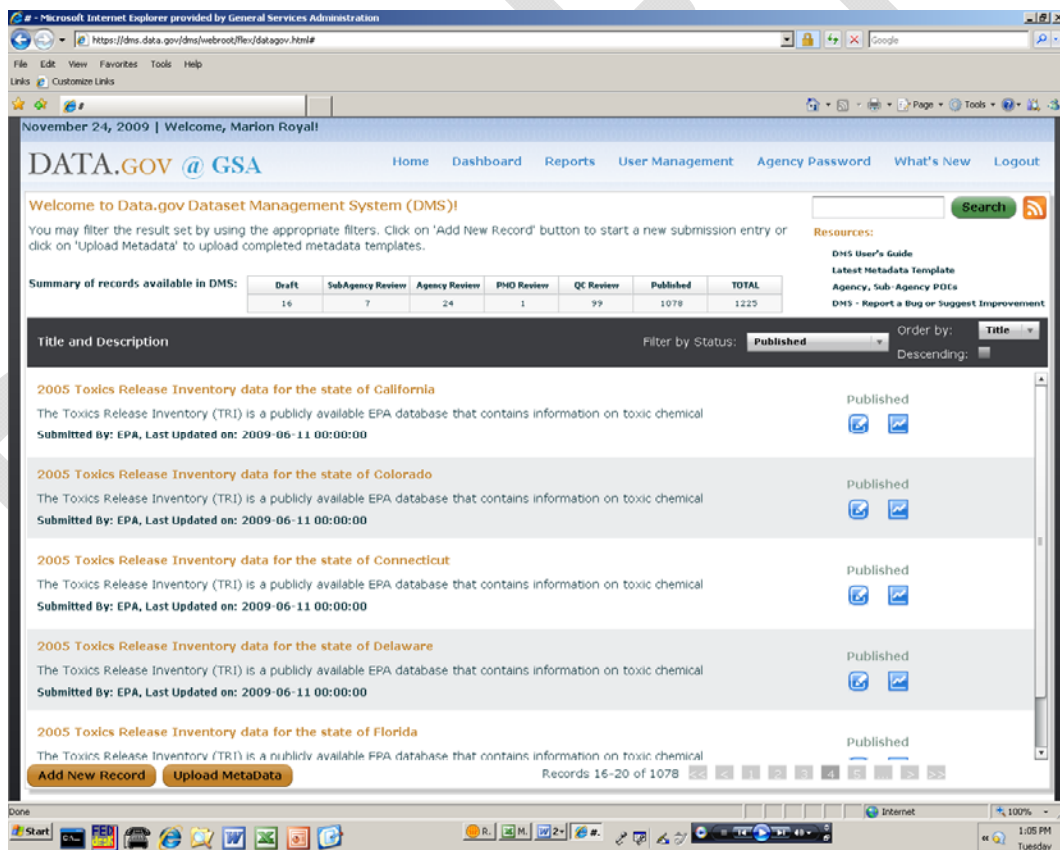 # - Microsoft Internet Explorer provided by General Services Administration
https://dms.data.gov/dms/webroot/flex/datagov.html#
Google
File Edit View Favorites Tools Help
Links Customize Links
#
Page Tools
November 24, 2009 | Welcome, Marion Royal!
DATA.GOV @ GSA
Home Dashboard Reports User Management Agency Password What's New Logout
Welcome to Data.gov Dataset Management System (DMS)!
Search
You may filter the result set by using the appropriate filters. Click on 'Add New Record' button to start a new submission entry or
click on 'Upload Metadata' to upload completed metadata templates.
Resources:
DMS User's Guide
Latest Metadata Template
Agency, Sub-Agency POCs
DMS - Report a Bug or Suggest Improvement
Summary of records available in DMS:
Draft SubAgency Review Agency Review PMO Review QC Review Published TOTAL
16 7 24 1 99 1078 1225
Title and Description
Filter by Status: Published
Order by: Title
Descending:
2005 Toxics Release Inventory data for the state of California
The Toxics Release Inventory (TRI) is a publicly available EPA database that contains information on toxic chemical
Submitted By: EPA, Last Updated on: 2009-06-11 00:00:00
Published
2005 Toxics Release Inventory data for the state of Colorado
The Toxics Release Inventory (TRI) is a publicly available EPA database that contains information on toxic chemical
Submitted By: EPA, Last Updated on: 2009-06-11 00:00:00
Published
2005 Toxics Release Inventory data for the state of Connecticut
The Toxics Release Inventory (TRI) is a publicly available EPA database that contains information on toxic chemical
Submitted By: EPA, Last Updated on: 2009-06-11 00:00:00
Published
2005 Toxics Release Inventory data for the state of Delaware
The Toxics Release Inventory (TRI) is a publicly available EPA database that contains information on toxic chemical
Submitted By: EPA, Last Updated on: 2009-06-11 00:00:00
Published
2005 Toxics Release Inventory data for the state of Florida
The Toxics Release Inventory (TRI) is a publicly available EPA database that contains information on toxic chemical
Published
Add New Record Upload MetaData
Records 16-20 of 1078 << < 1 2 3 4 5 ... > >>
Done
Internet
100%
Start
R. M. 2 #.
1:05 PM
Tuesday